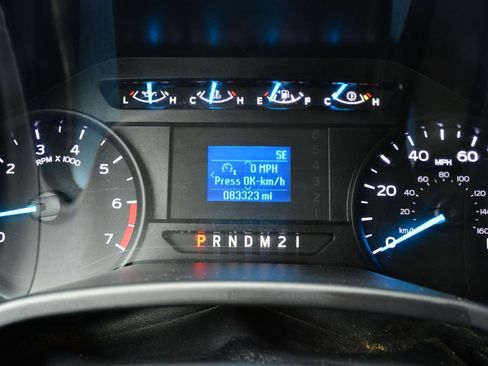 L H C H E F C H
2 3 4 5 6 7
RPM X 1000
6
5
4
3
2
1
SE
0 MPH
Press OK-km/h
083323 mi
P R N D M 2 1
0 20 40 60
MPH
0 20 40 60 80 100 120 140 160
km/h